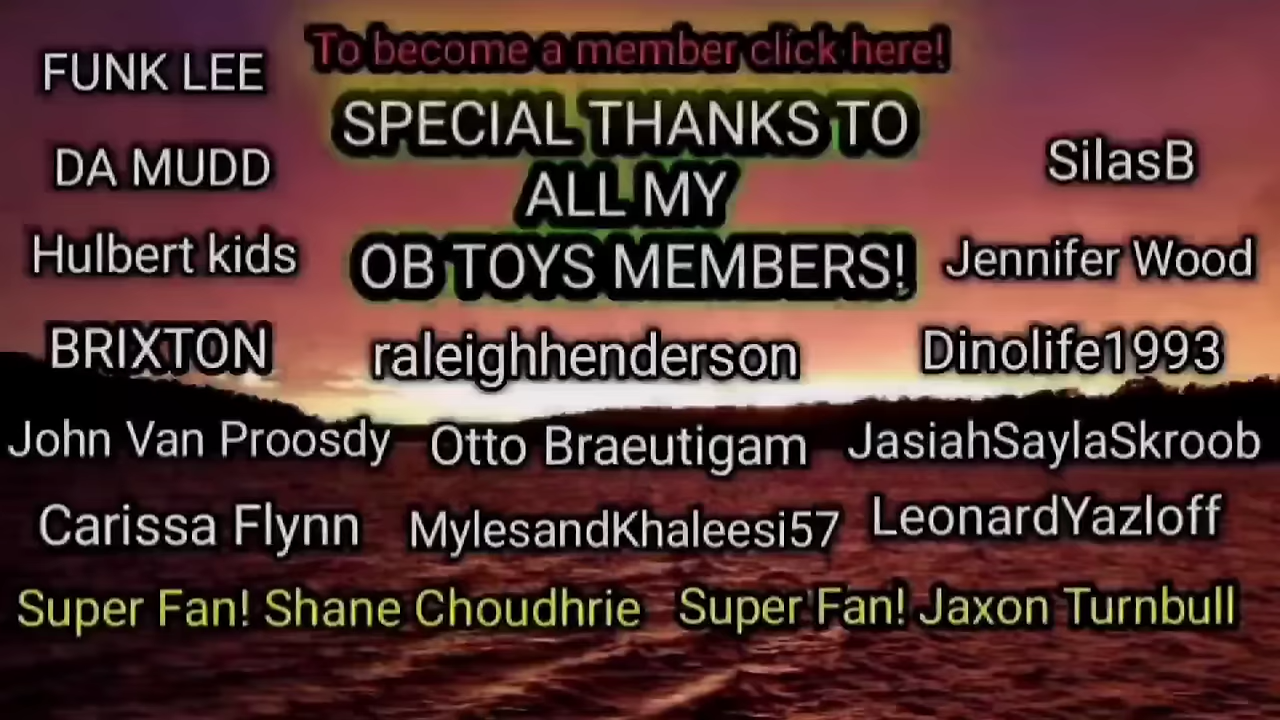 To become a member click here!
FUNK LEE
SPECIAL THANKS TO
ALL MY
OB TOYS MEMBERS!
DA MUDD
SilasB
Hulbert kids
Jennifer Wood
BRIXTON
raleighhenderson
Dinolife1993
John Van Proosdy
Otto Braeutigam
JasiahSaylaSkroob
Carissa Flynn
MylesandKhaleesi57
LeonardYazloff
Super Fan! Shane Choudhrie
Super Fan! Jaxon Turnbull